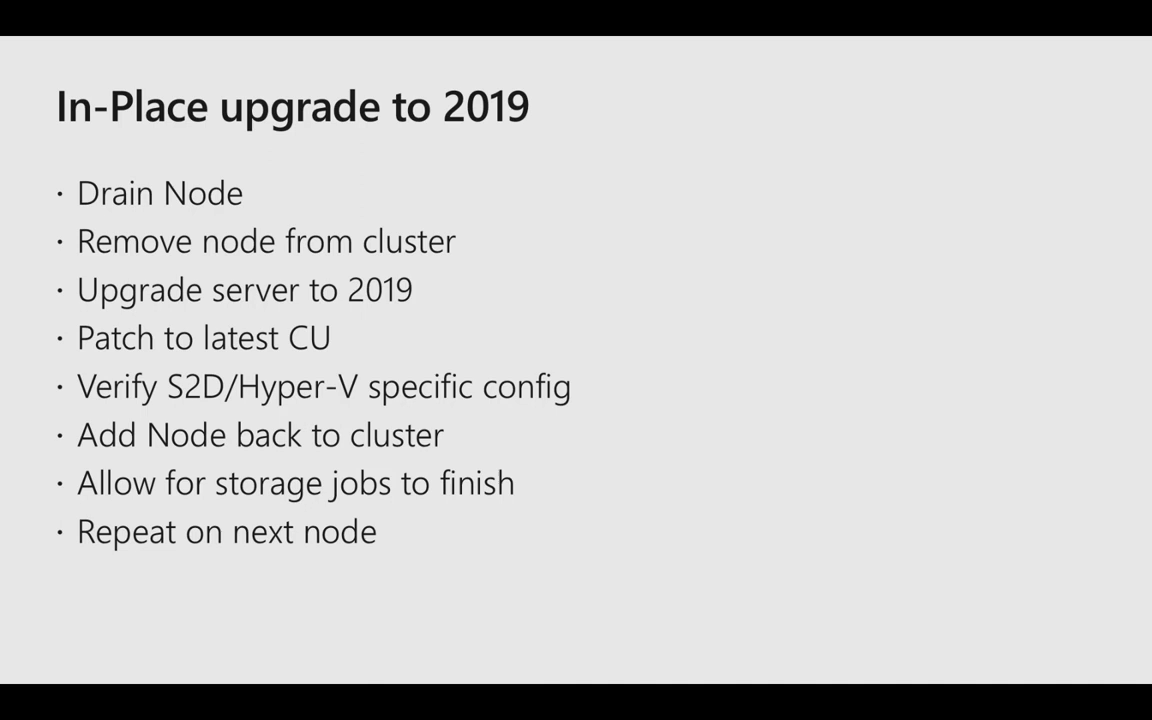 In-Place upgrade to 2019
· Drain Node
· Remove node from cluster
· Upgrade server to 2019
· Patch to latest CU
· Verify S2D/Hyper-V specific config
· Add Node back to cluster
· Allow for storage jobs to finish
· Repeat on next node